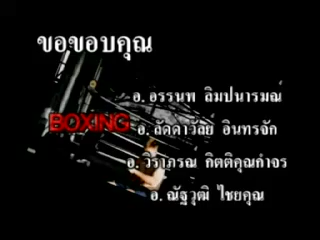 ขอขอบคุณ
อ.อรรนพ ลิมปนารมณ์
BOXING
อ.ลัดดาวัลย์ อินทรจัก
อ.วิราภรณ์ กิตติคุณกำจร
อ.ณัฐวุฒิ ไชยคุณ